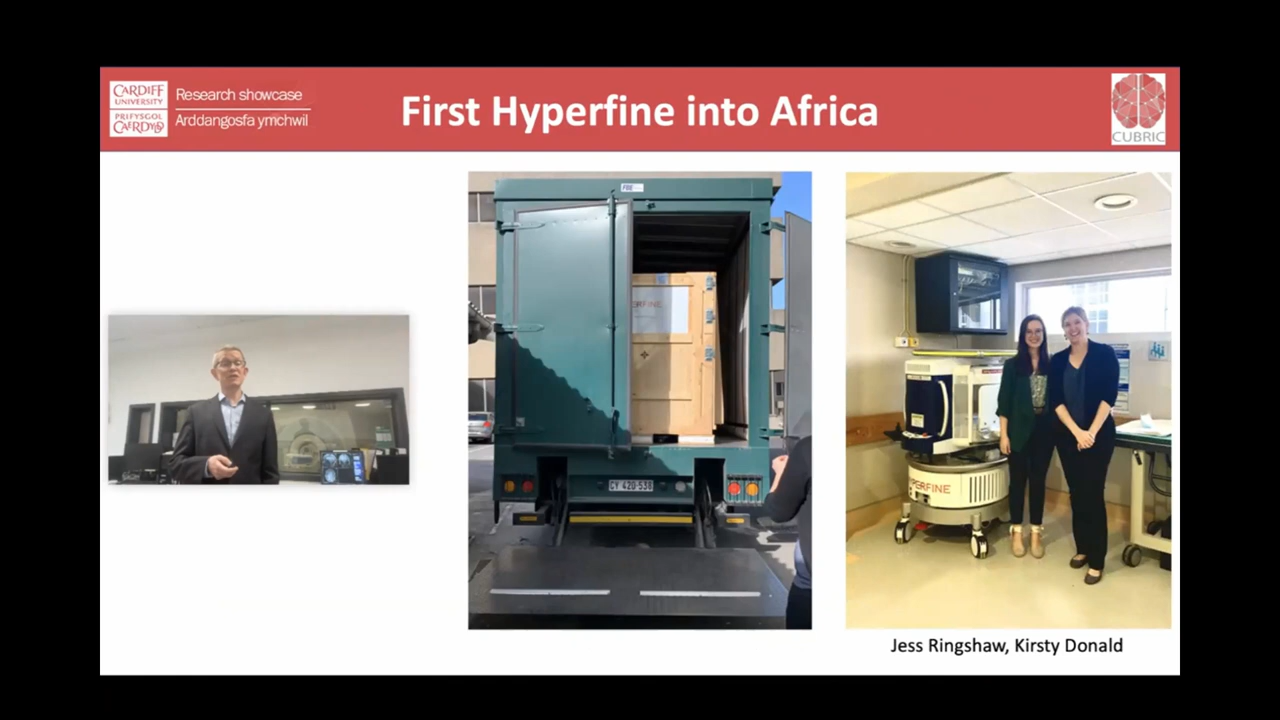 CARDIFF
UNIVERSITY
PRIFYSGOL
CAERDYDD
Research showcase
Arddangosfa ymchwil
First Hyperfine into Africa
CUBRIC
CY 420-538
Jess Ringshaw, Kirsty Donald